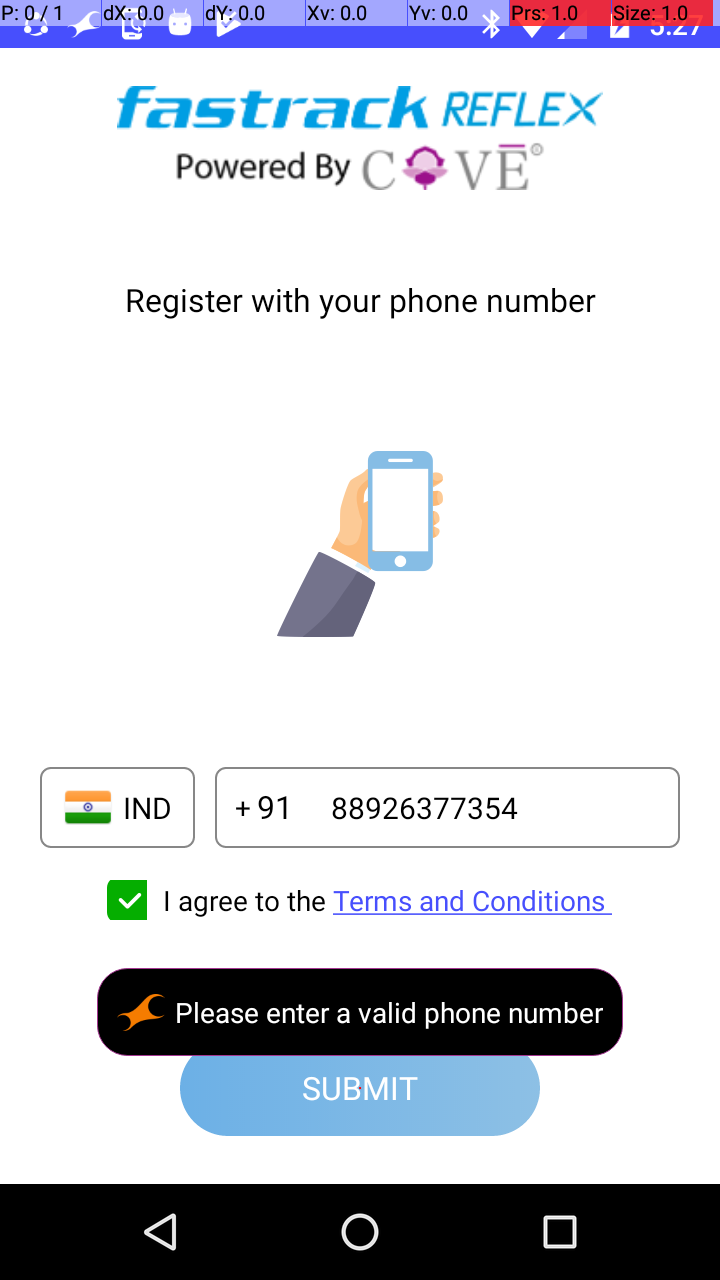 P: 0 / 1 dX: 0.0 dY: 0.0 Xv: 0.0 Yv: 0.0 Prs: 1.0 Size: 1.0
5:27
fastrack REFLEX
Powered By COVE®
Register with your phone number
IND + 91 88926377354
I agree to the Terms and Conditions
Please enter a valid phone number
SUBMIT